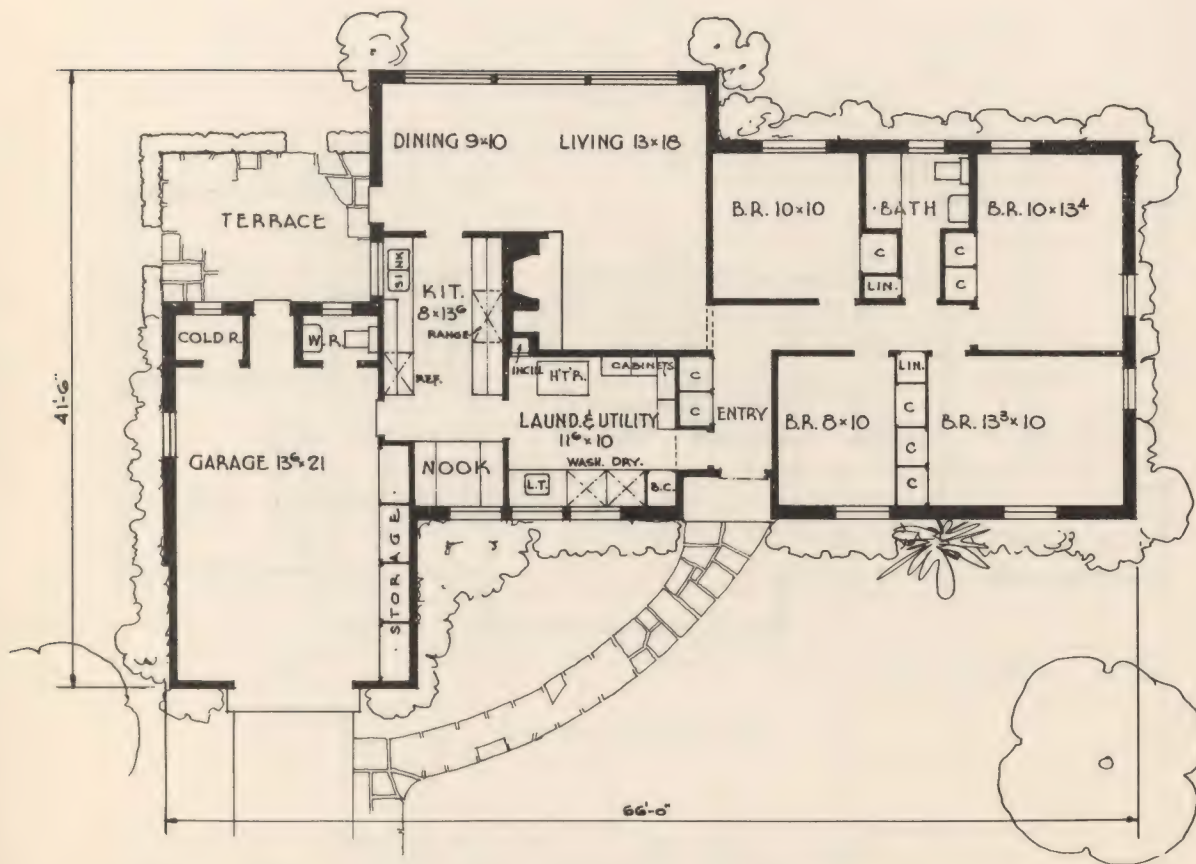 DINING 9×10
LIVING 13×18
TERRACE
B.R. 10×10
BATH
B.R. 10×13⁴
C
C
C
LIN.
SINK
KIT.
8×13⁶
RANGE
COLD R.
W.R.
REF.
INCIN.
H'T'R.
CABINETS
C
C
ENTRY
LIN.
C
C
C
B.R. 8×10
B.R. 13³×10
LAUND. & UTILITY
11⁶×10
WASH. DRY.
L.T.
B.C.
NOOK
GARAGE 13⁶×21
STORAGE
41'-6"
66'-0"